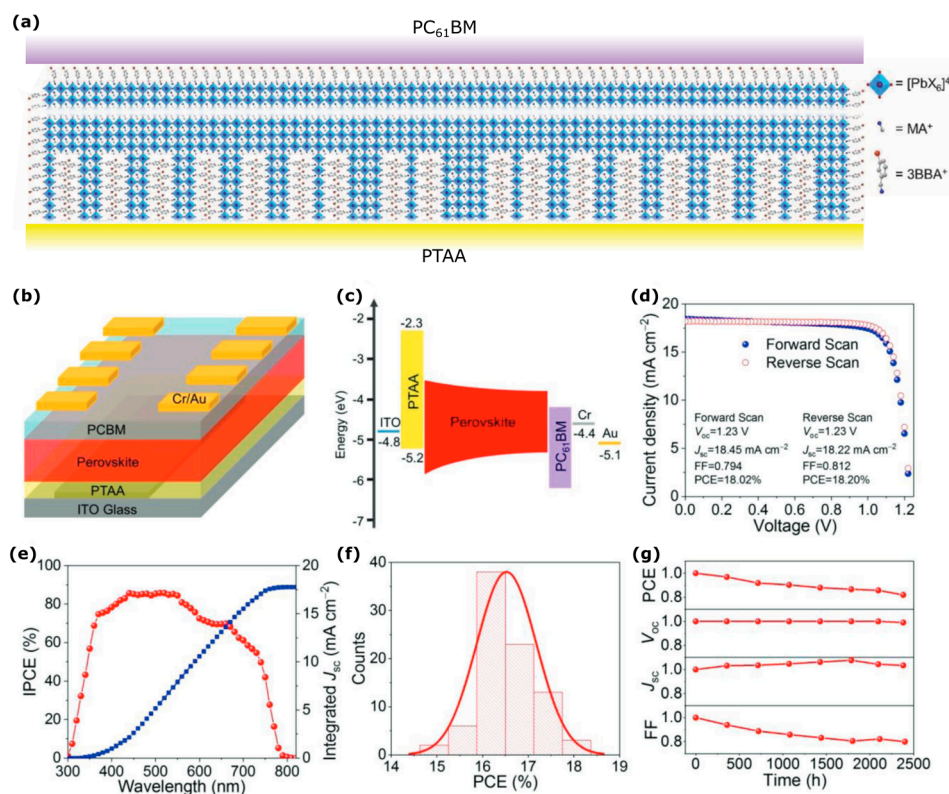 (a)
PC₆₁BM
= [PbX₆]⁴
= MA⁺
= 3BBA⁺
PTAA
(b)
Cr/Au
PCBM
Perovskite
PTAA
ITO Glass
(c)
Energy (eV)
-2
-3
-4
-5
-6
-7
-2.3
PTAA
ITO
-4.8
-5.2
Perovskite
PC₆₁BM
Cr
-4.4
Au
-5.1
(d)
Current density (mA cm⁻²)
20
15
10
5
0
Forward Scan
Reverse Scan
Forward Scan
Voc=1.23 V
Jsc=18.45 mA cm⁻²
FF=0.794
PCE=18.02%
Reverse Scan
Voc=1.23 V
Jsc=18.22 mA cm⁻²
FF=0.812
PCE=18.20%
0.0 0.2 0.4 0.6 0.8 1.0 1.2
Voltage (V)
(e)
IPCE (%)
100
80
60
40
20
0
20
15
10
5
0
Integrated Jsc (mA cm⁻²)
300 400 500 600 700 800
Wavelength (nm)
(f)
Counts
40
30
20
10
0
14 15 16 17 18 19
PCE (%)
(g)
PCE
1.0
0.8
Voc
1.0
0.8
Jsc
1.0
0.8
FF
1.0
0.8
0 500 1000 1500 2000 2500
Time (h)